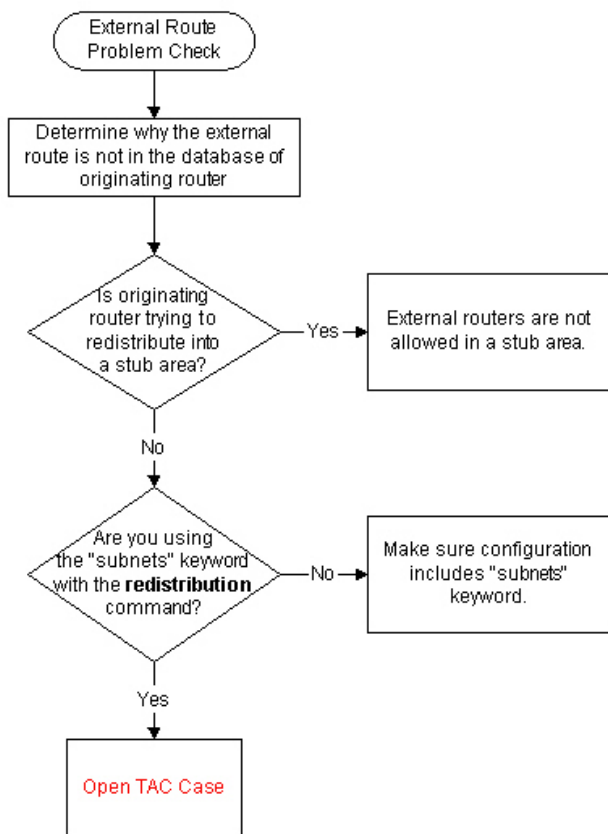 External Route
Problem Check
Determine why the external
route is not in the database of
originating router
Is originating
router trying to
redistribute into
a stub area?
Yes
External routers are not
allowed in a stub area.
No
Are you using
the "subnets" keyword
with the redistribution
command?
No
Make sure configuration
includes "subnets"
keyword.
Yes
Open TAC Case